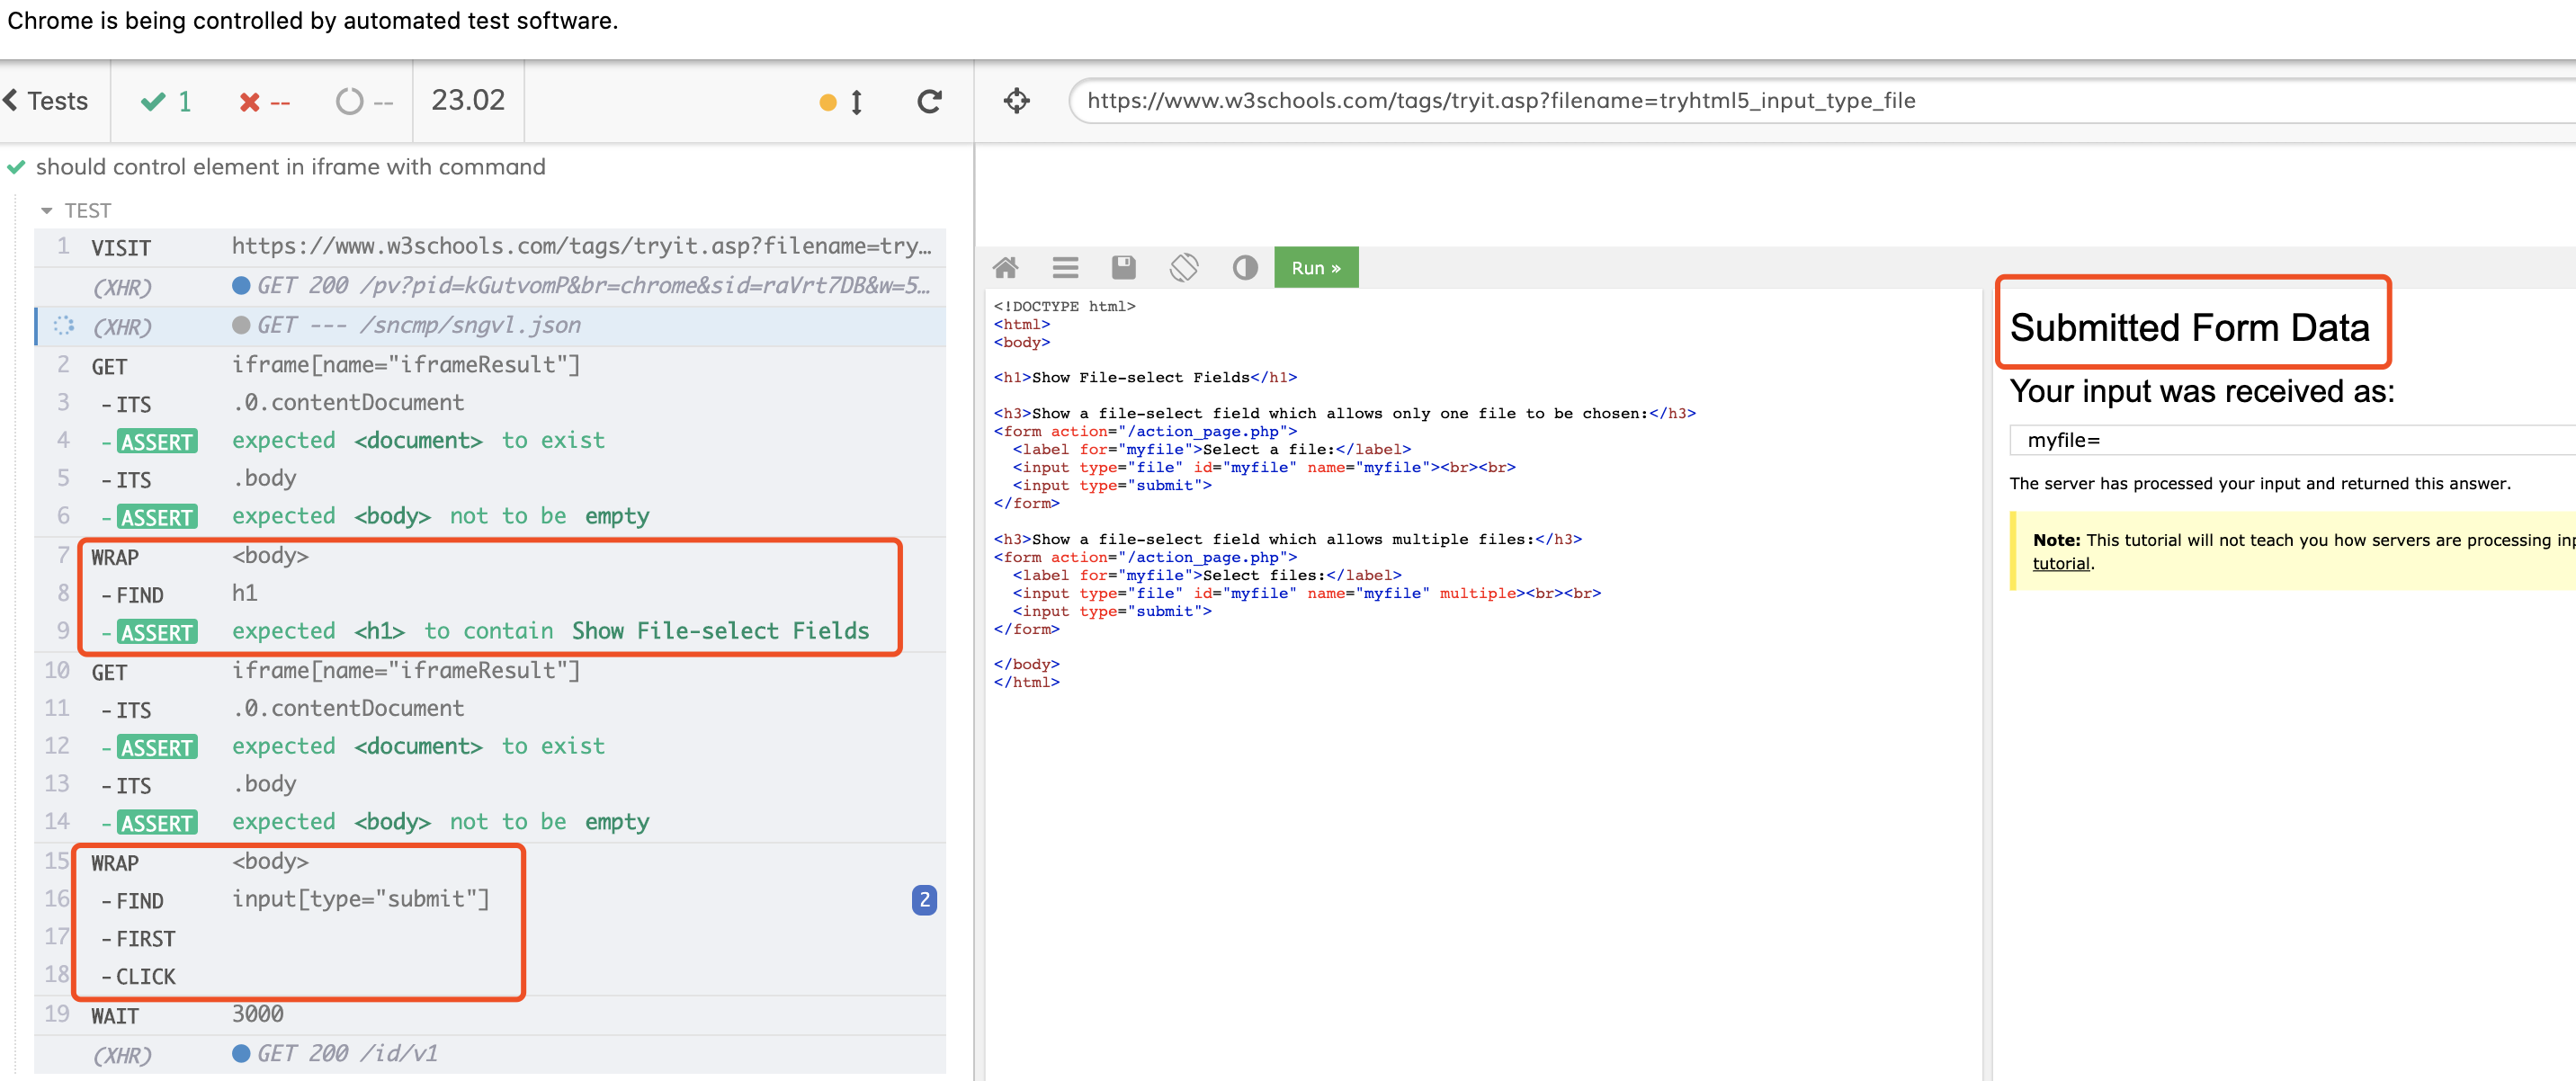 Chrome is being controlled by automated test software.
Tests 1 -- -- 23.02
https://www.w3schools.com/tags/tryit.asp?filename=tryhtml5_input_type_file
should control element in iframe with command
TEST
1 VISIT https://www.w3schools.com/tags/tryit.asp?filename=try…
(XHR) GET 200 /pv?pid=kGutvomP&br=chrome&sid=raVrt7DB&w=5…
(XHR) GET --- /sncmp/sngvl.json
2 GET iframe[name="iframeResult"]
3 -ITS .0.contentDocument
4 -ASSERT expected <document> to exist
5 -ITS .body
6 -ASSERT expected <body> not to be empty
7 WRAP <body>
8 -FIND h1
9 -ASSERT expected <h1> to contain Show File-select Fields
10 GET iframe[name="iframeResult"]
11 -ITS .0.contentDocument
12 -ASSERT expected <document> to exist
13 -ITS .body
14 -ASSERT expected <body> not to be empty
15 WRAP <body>
16 -FIND input[type="submit"] 2
17 -FIRST
18 -CLICK
19 WAIT 3000
(XHR) GET 200 /id/v1
Run »
<!DOCTYPE html>
<html>
<body>
<h1>Show File-select Fields</h1>
<h3>Show a file-select field which allows only one file to be chosen:</h3>
<form action="/action_page.php">
<label for="myfile">Select a file:</label>
<input type="file" id="myfile" name="myfile"><br><br>
<input type="submit">
</form>
<h3>Show a file-select field which allows multiple files:</h3>
<form action="/action_page.php">
<label for="myfile">Select files:</label>
<input type="file" id="myfile" name="myfile" multiple><br><br>
<input type="submit">
</form>
</body>
</html>
Submitted Form Data
Your input was received as:
myfile=
The server has processed your input and returned this answer.
Note: This tutorial will not teach you how servers are processing
tutorial.